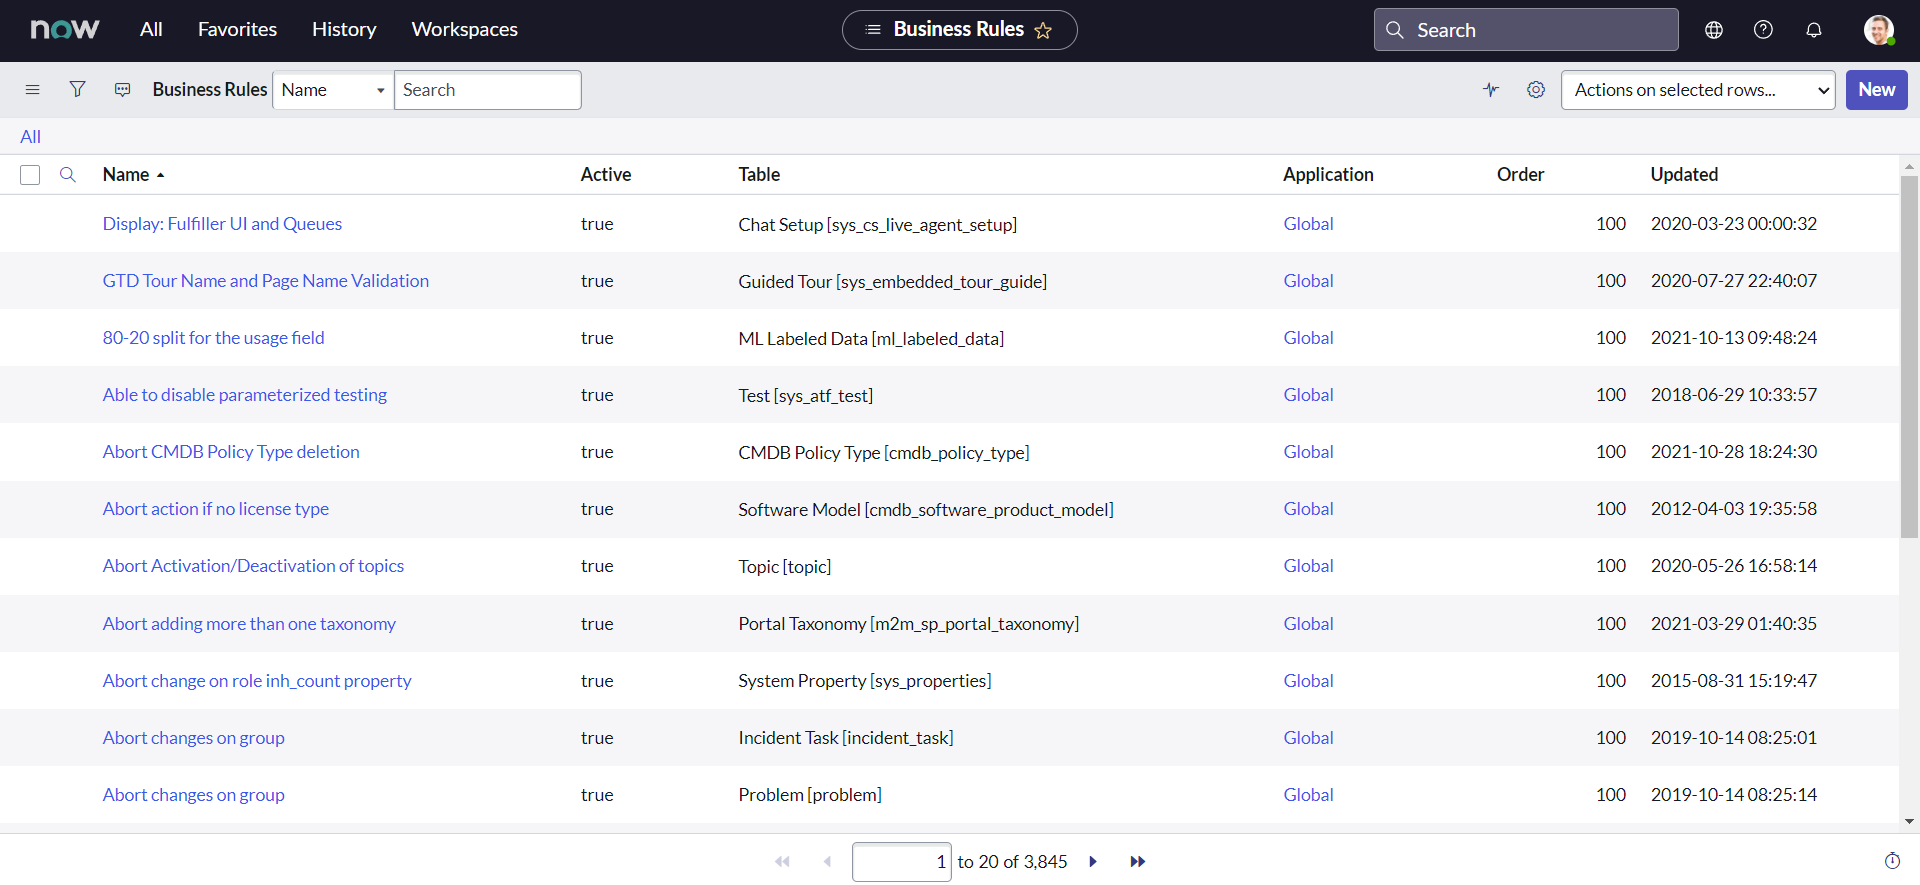 now All Favorites History Workspaces Business Rules Search
Business Rules Name Search Actions on selected rows... New
All
Name Active Table Application Order Updated
Display: Fulfiller UI and Queues true Chat Setup [sys_cs_live_agent_setup] Global 100 2020-03-23 00:00:32
GTD Tour Name and Page Name Validation true Guided Tour [sys_embedded_tour_guide] Global 100 2020-07-27 22:40:07
80-20 split for the usage field true ML Labeled Data [ml_labeled_data] Global 100 2021-10-13 09:48:24
Able to disable parameterized testing true Test [sys_atf_test] Global 100 2018-06-29 10:33:57
Abort CMDB Policy Type deletion true CMDB Policy Type [cmdb_policy_type] Global 100 2021-10-28 18:24:30
Abort action if no license type true Software Model [cmdb_software_product_model] Global 100 2012-04-03 19:35:58
Abort Activation/Deactivation of topics true Topic [topic] Global 100 2020-05-26 16:58:14
Abort adding more than one taxonomy true Portal Taxonomy [m2m_sp_portal_taxonomy] Global 100 2021-03-29 01:40:35
Abort change on role inh_count property true System Property [sys_properties] Global 100 2015-08-31 15:19:47
Abort changes on group true Incident Task [incident_task] Global 100 2019-10-14 08:25:01
Abort changes on group true Problem [problem] Global 100 2019-10-14 08:25:14
1 to 20 of 3,845